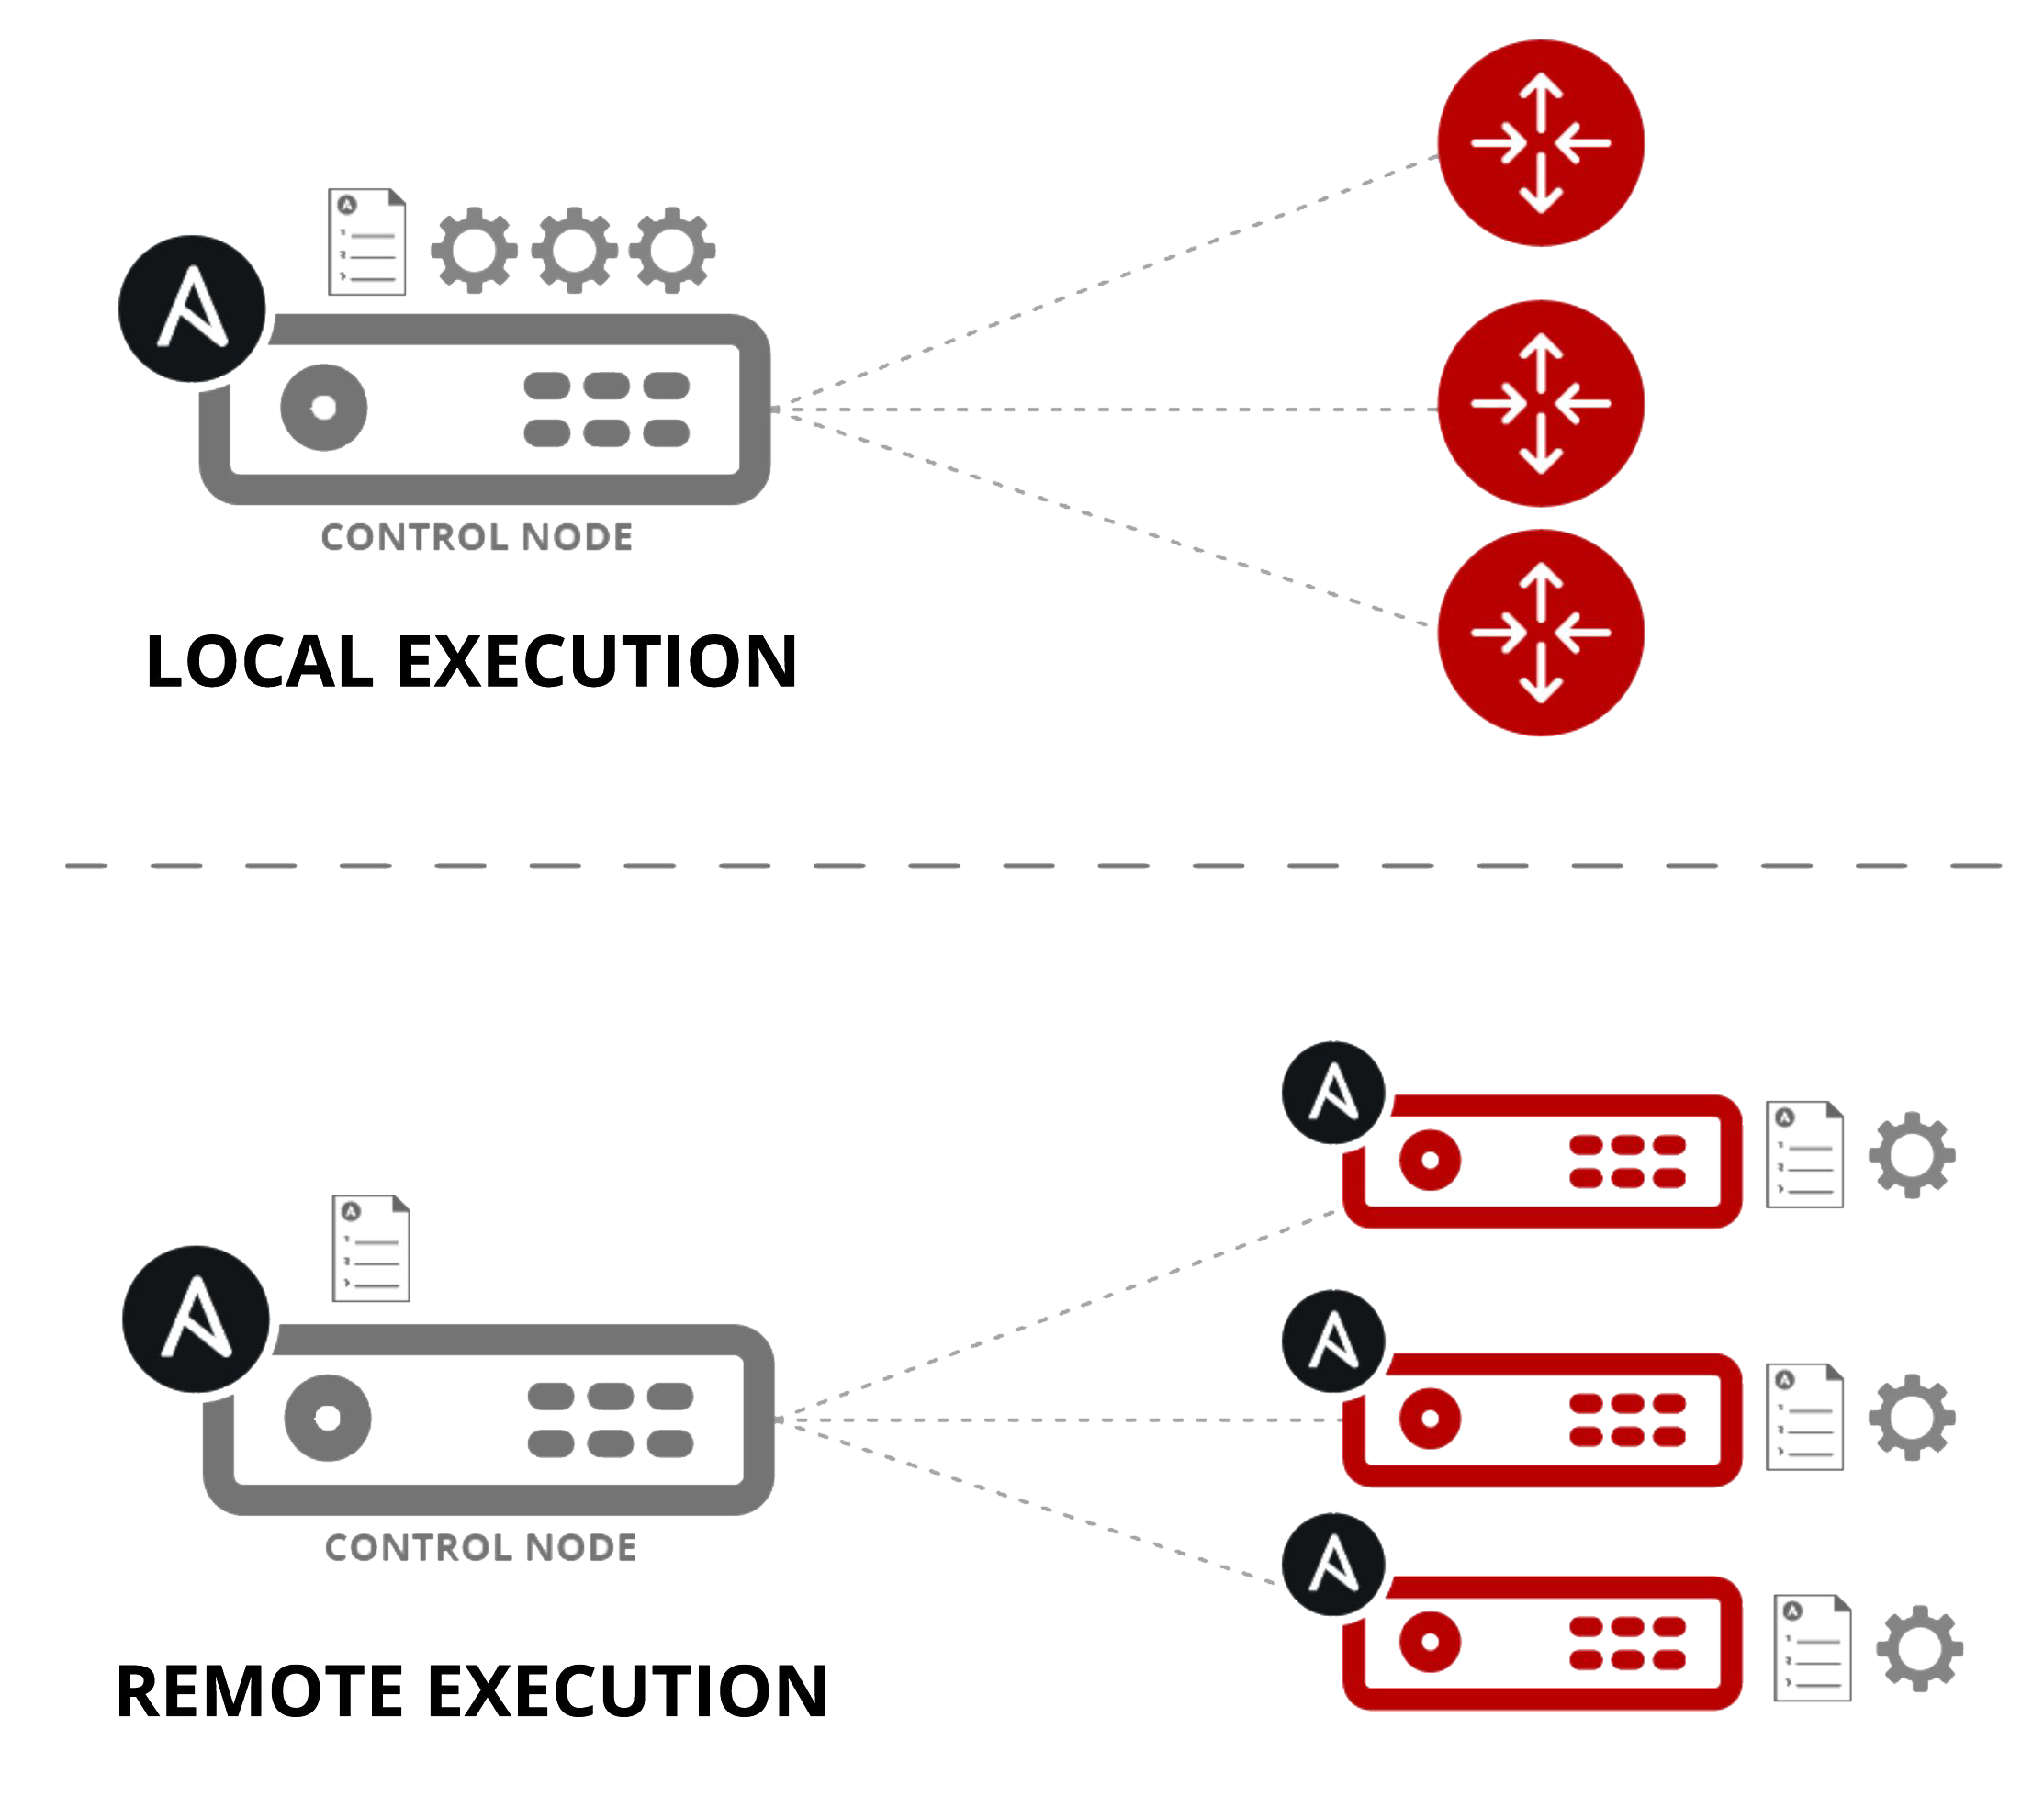 CONTROL NODE
LOCAL EXECUTION
CONTROL NODE
REMOTE EXECUTION